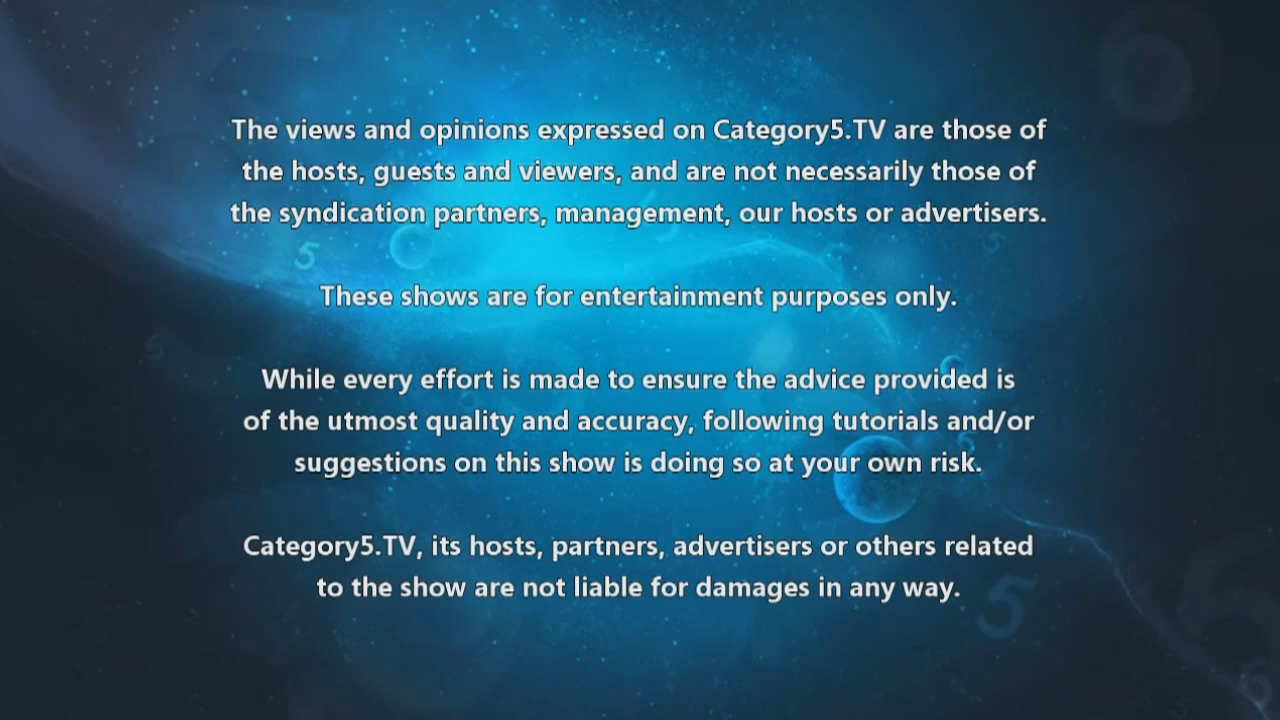 The views and opinions expressed on Category5.TV are those of
the hosts, guests and viewers, and are not necessarily those of
the syndication partners, management, our hosts or advertisers.
These shows are for entertainment purposes only.
While every effort is made to ensure the advice provided is
of the utmost quality and accuracy, following tutorials and/or
suggestions on this show is doing so at your own risk.
Category5.TV, its hosts, partners, advertisers or others related
to the show are not liable for damages in any way.